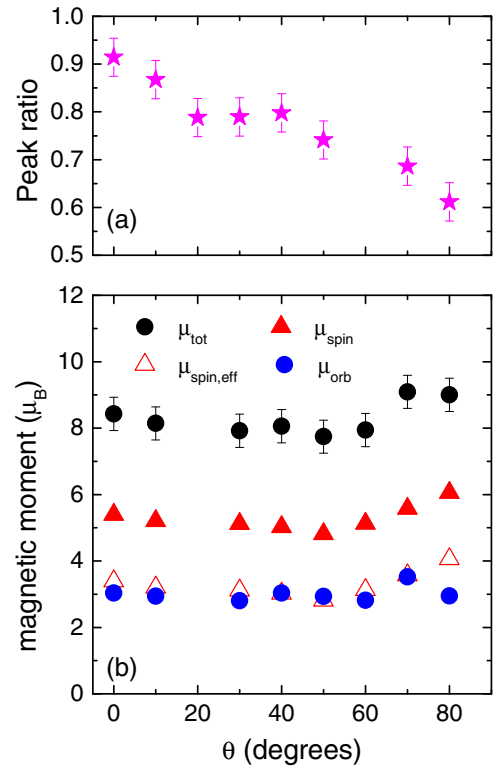 1.0
0.9
0.8
0.7
0.6
0.5
Peak ratio
(a)
12
10
8
6
4
2
0
magnetic moment (μB)
μtot μspin
μspin,eff μorb
(b)
0 20 40 60 80
θ (degrees)